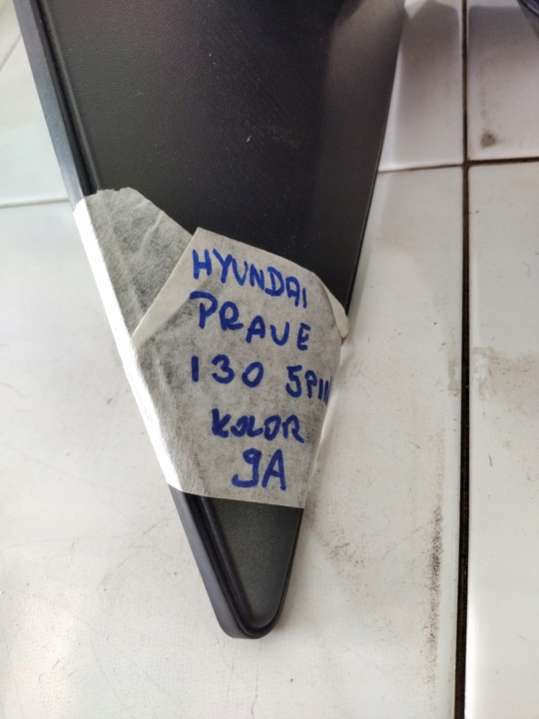 HYUNDAI
PRAVE
I30 5PIN
KOLOR
9A